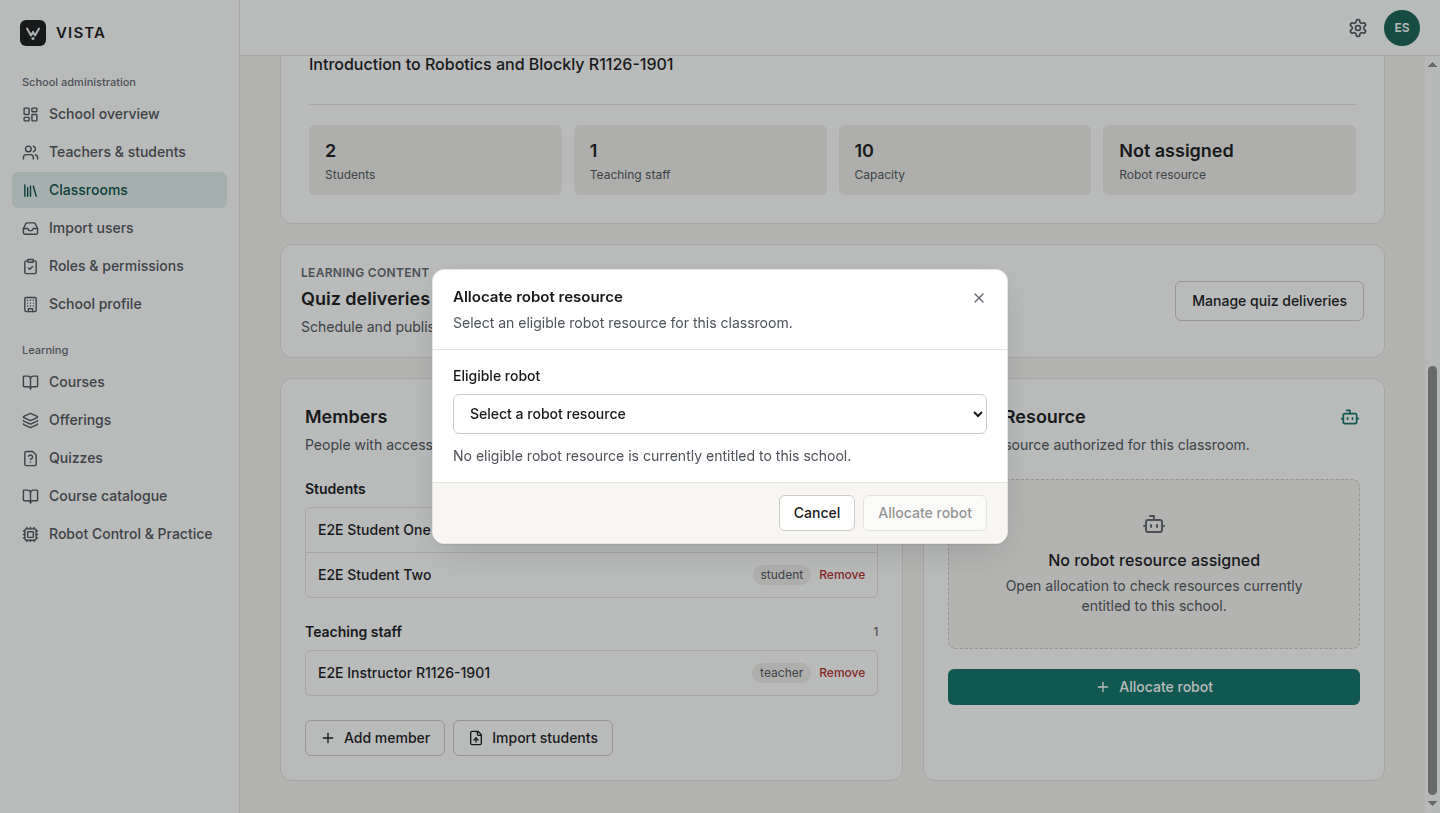 VISTA
ES
School administration
School overview
Teachers & students
Classrooms
Import users
Roles & permissions
School profile
Learning
Courses
Offerings
Quizzes
Course catalogue
Robot Control & Practice
Introduction to Robotics and Blockly R1126-1901
2
Students
1
Teaching staff
10
Capacity
Not assigned
Robot resource
LEARNING CONTENT
Quiz deliveries
Schedule and publis
Manage quiz deliveries
Allocate robot resource
Select an eligible robot resource for this classroom.
Eligible robot
Select a robot resource
No eligible robot resource is currently entitled to this school.
Cancel
Allocate robot
Members
People with access
Students
E2E Student One
E2E Student Two
student
Remove
Teaching staff
1
E2E Instructor R1126-1901
teacher
Remove
Add member
Import students
Resource
source authorized for this classroom.
No robot resource assigned
Open allocation to check resources currently
entitled to this school.
Allocate robot